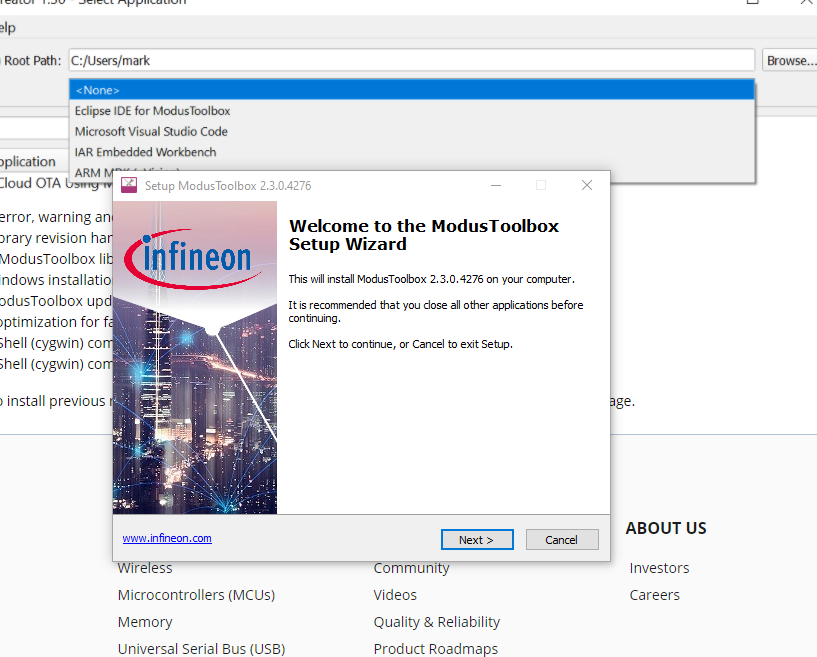 Creator 1.30 - Select Application
elp
Root Path: C:/Users/mark Browse...
<None>
Eclipse IDE for ModusToolbox
Microsoft Visual Studio Code
IAR Embedded Workbench
ARM MDK
pplication
Cloud OTA Using M
Setup ModusToolbox 2.3.0.4276
error, warning an
brary revision han
ModusToolbox lib
indows installatio
odusToolbox upd
optimization for fa
Shell (cygwin) com
Shell (cygwin) com
o install previous
age.
infineon
Welcome to the ModusToolbox
Setup Wizard
This will install ModusToolbox 2.3.0.4276 on your computer.
It is recommended that you close all other applications before
continuing.
Click Next to continue, or Cancel to exit Setup.
www.infineon.com
Next >
Cancel
ABOUT US
Wireless
Microcontrollers (MCUs)
Memory
Universal Serial Bus (USB)
Community
Videos
Quality & Reliability
Product Roadmaps
Investors
Careers